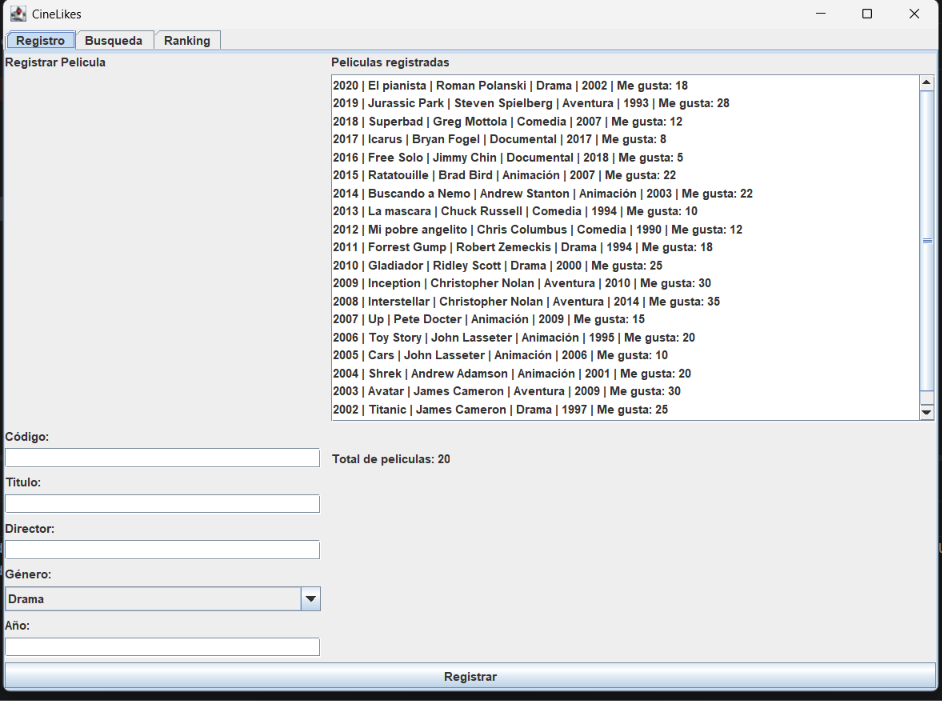 CineLikes
Registro Busqueda Ranking
Registrar Pelicula
Peliculas registradas
2020 | El pianista | Roman Polanski | Drama | 2002 | Me gusta: 18
2019 | Jurassic Park | Steven Spielberg | Aventura | 1993 | Me gusta: 28
2018 | Superbad | Greg Mottola | Comedia | 2007 | Me gusta: 12
2017 | Icarus | Bryan Fogel | Documental | 2017 | Me gusta: 8
2016 | Free Solo | Jimmy Chin | Documental | 2018 | Me gusta: 5
2015 | Ratatouille | Brad Bird | Animación | 2007 | Me gusta: 22
2014 | Buscando a Nemo | Andrew Stanton | Animación | 2003 | Me gusta: 22
2013 | La mascara | Chuck Russell | Comedia | 1994 | Me gusta: 10
2012 | Mi pobre angelito | Chris Columbus | Comedia | 1990 | Me gusta: 12
2011 | Forrest Gump | Robert Zemeckis | Drama | 1994 | Me gusta: 18
2010 | Gladiador | Ridley Scott | Drama | 2000 | Me gusta: 25
2009 | Inception | Christopher Nolan | Aventura | 2010 | Me gusta: 30
2008 | Interstellar | Christopher Nolan | Aventura | 2014 | Me gusta: 35
2007 | Up | Pete Docter | Animación | 2009 | Me gusta: 15
2006 | Toy Story | John Lasseter | Animación | 1995 | Me gusta: 20
2005 | Cars | John Lasseter | Animación | 2006 | Me gusta: 10
2004 | Shrek | Andrew Adamson | Animación | 2001 | Me gusta: 20
2003 | Avatar | James Cameron | Aventura | 2009 | Me gusta: 30
2002 | Titanic | James Cameron | Drama | 1997 | Me gusta: 25
Código:
Total de peliculas: 20
Titulo:
Director:
Género:
Drama
Año:
Registrar